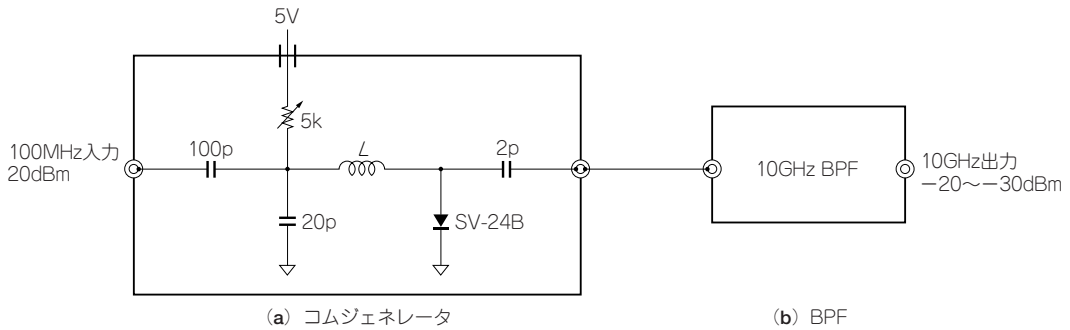 5V
5k
100MHz入力
20dBm
100p
L
2p
20p
SV-24B
10GHz BPF
10GHz出力
−20〜−30dBm
(a) コムジェネレータ
(b) BPF